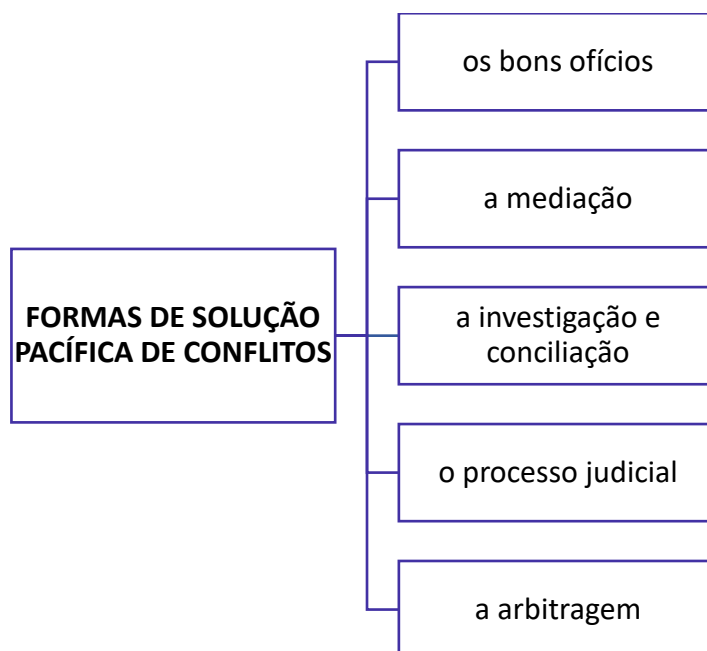 os bons ofícios
a mediação
FORMAS DE SOLUÇÃO
PACÍFICA DE CONFLITOS
a investigação e
conciliação
o processo judicial
a arbitragem